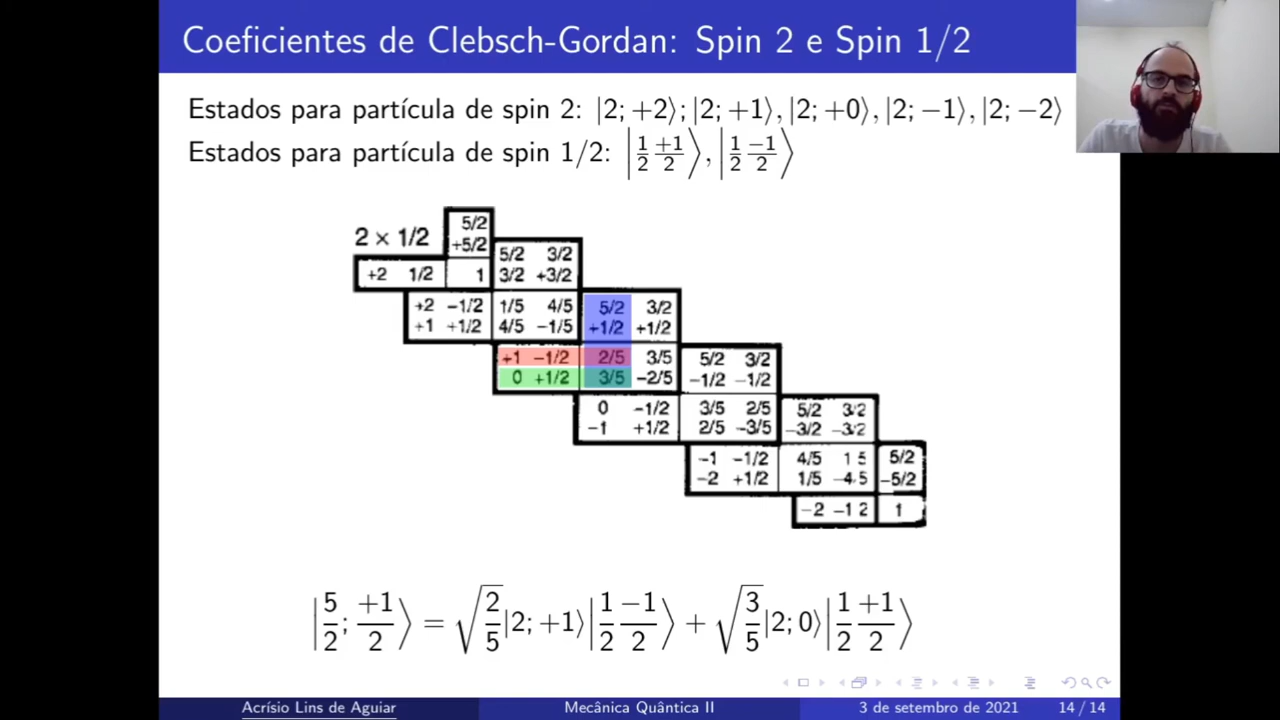 Coeficientes de Clebsch-Gordan: Spin 2 e Spin 1/2
Estados para partícula de spin 2: |2; +2⟩; |2; +1⟩, |2; +0⟩, |2; −1⟩, |2; −2⟩
Estados para partícula de spin 1/2: |1/2 +1/2⟩, |1/2 −1/2⟩
5/2
2 × 1/2 +5/2 5/2 3/2
+2 1/2 1 3/2 +3/2
+2 −1/2 1/5 4/5 5/2 3/2
+1 +1/2 4/5 −1/5 +1/2 +1/2
+1 −1/2 2/5 3/5 5/2 3/2
0 +1/2 3/5 −2/5 −1/2 −1/2
0 −1/2 3/5 2/5 5/2 3/2
−1 +1/2 2/5 −3/5 −3/2 −3/2
−1 −1/2 4/5 1 5 5/2
−2 +1/2 1/5 −4 5 −5/2
−2 −1 2 1
|5/2; +1/2⟩ = √2/5 |2; +1⟩|1/2 −1/2⟩ + √3/5 |2; 0⟩|1/2 +1/2⟩
Acrísio Lins de Aguiar Mecânica Quântica II 3 de setembro de 2021 14 / 14